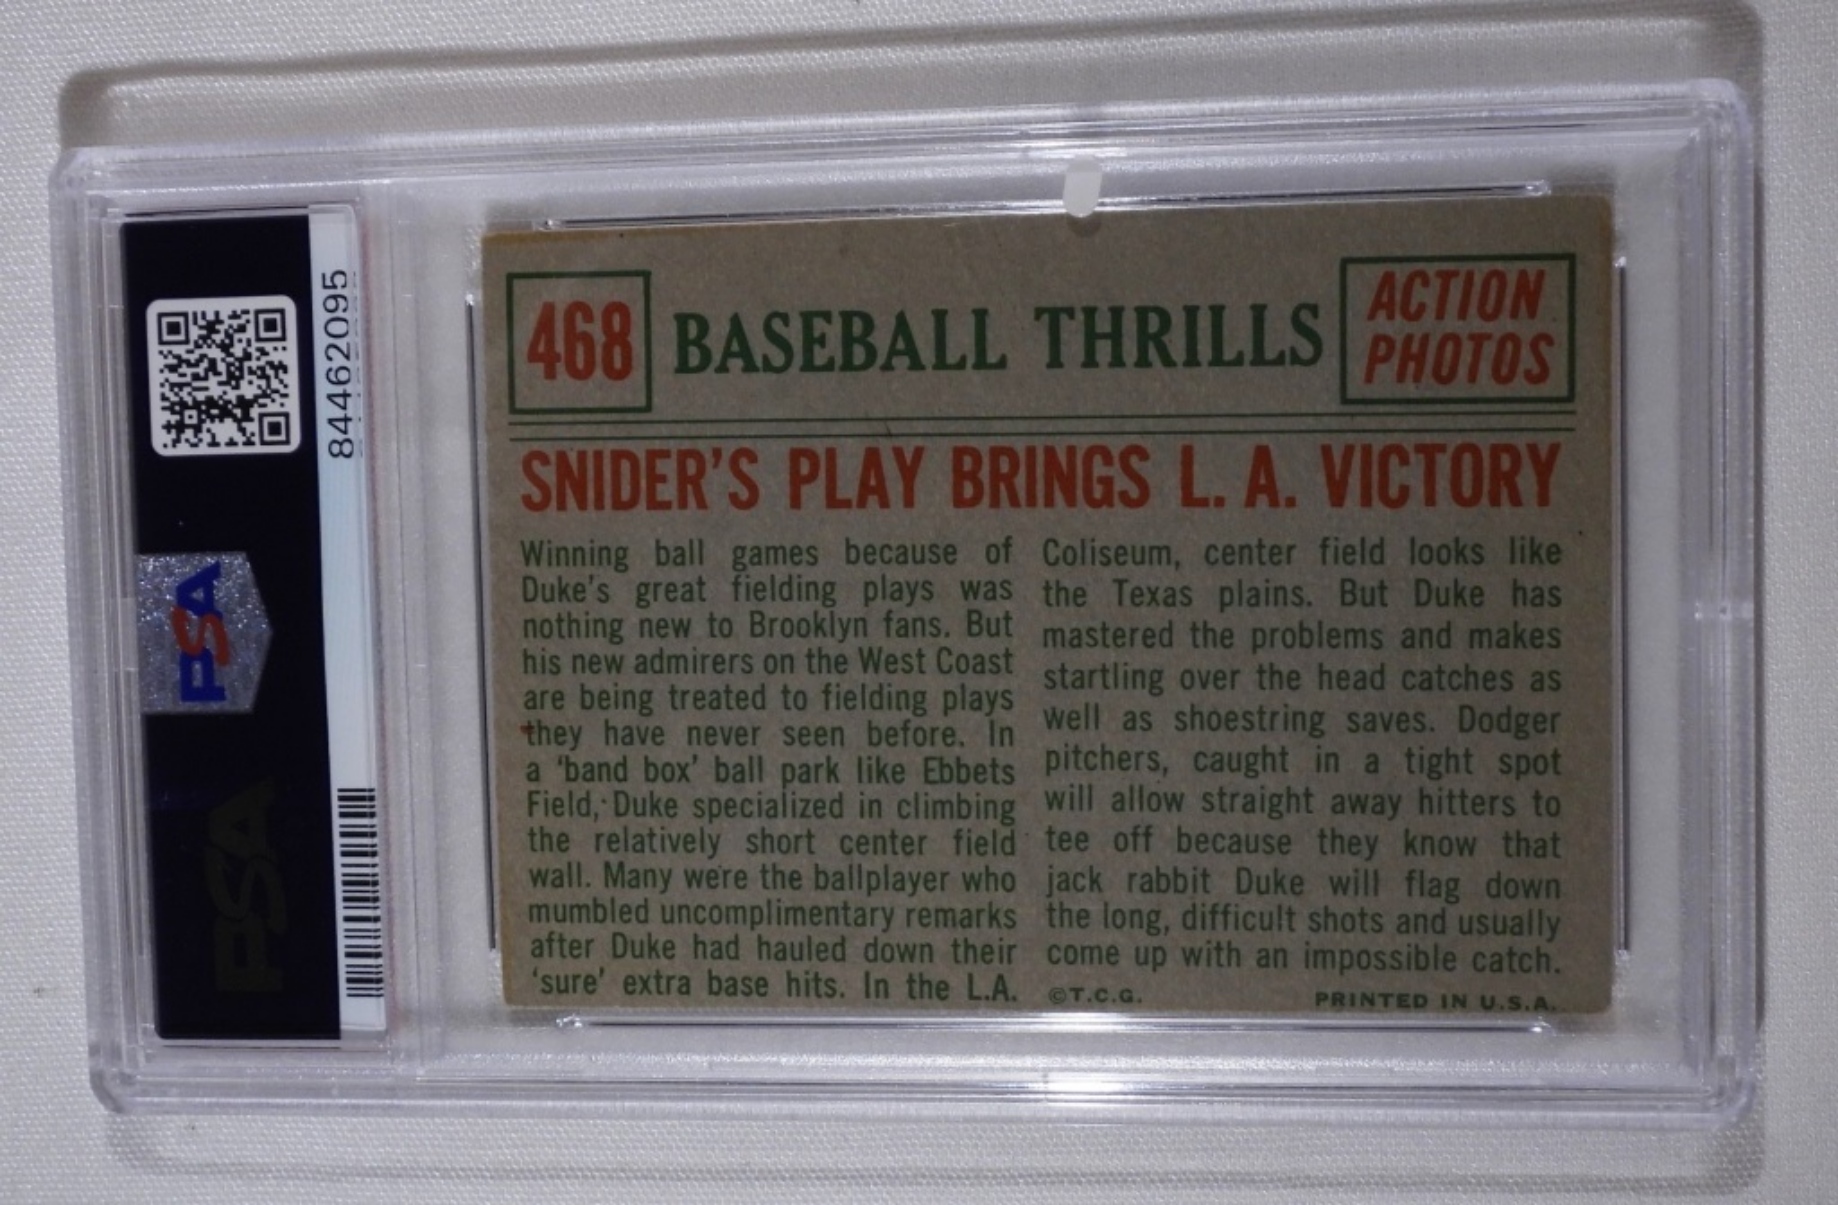 84462095
PSA
PSA
468
BASEBALL THRILLS
ACTION
PHOTOS
SNIDER'S PLAY BRINGS L. A. VICTORY
Winning ball games because of
Duke's great fielding plays was
nothing new to Brooklyn fans. But
his new admirers on the West Coast
are being treated to fielding plays
they have never seen before. In
a ‘band box’ ball park like Ebbets
Field, Duke specialized in climbing
the relatively short center field
wall. Many were the ballplayer who
mumbled uncomplimentary remarks
after Duke had hauled down their
‘sure’ extra base hits. In the L.A.
Coliseum, center field looks like
the Texas plains. But Duke has
mastered the problems and makes
startling over the head catches as
well as shoestring saves. Dodger
pitchers, caught in a tight spot
will allow straight away hitters to
tee off because they know that
jack rabbit Duke will flag down
the long, difficult shots and usually
come up with an impossible catch.
©T.C.G.
PRINTED IN U.S.A.